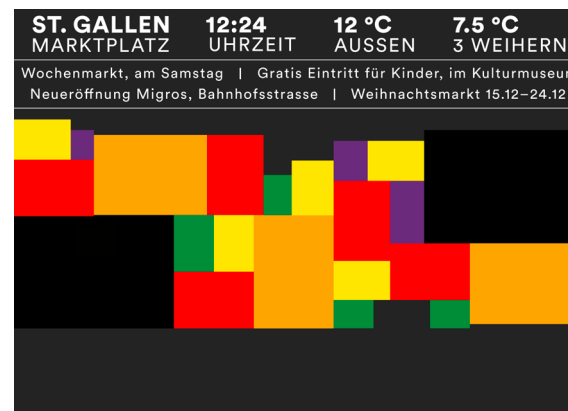 ST. GALLEN 12:24 12 °C 7.5 °C
MARKTPLATZ UHRZEIT AUSSEN 3 WEIHERN
Wochenmarkt, am Samstag | Gratis Eintritt für Kinder, im Kulturmuseum
Neueröffnung Migros, Bahnhofsstrasse | Weihnachtsmarkt 15.12–24.12